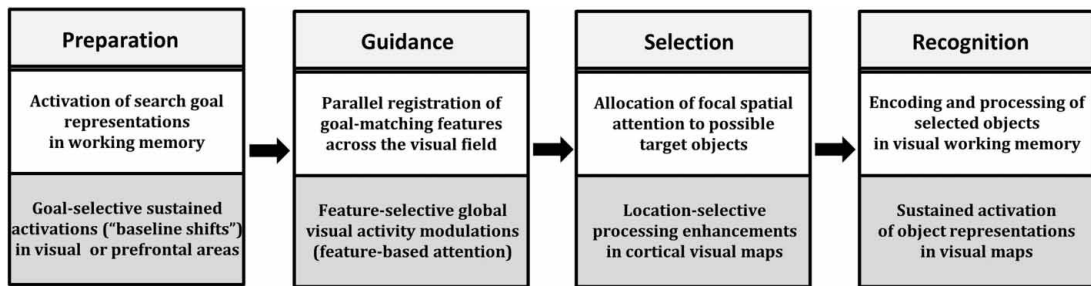 Preparation
Activation of search goal
representations
in working memory
Goal-selective sustained
activations (“baseline shifts”)
in visual or prefrontal areas
Guidance
Parallel registration of
goal-matching features
across the visual field
Feature-selective global
visual activity modulations
(feature-based attention)
Selection
Allocation of focal spatial
attention to possible
target objects
Location-selective
processing enhancements
in cortical visual maps
Recognition
Encoding and processing of
selected objects
in visual working memory
Sustained activation
of object representations
in visual maps